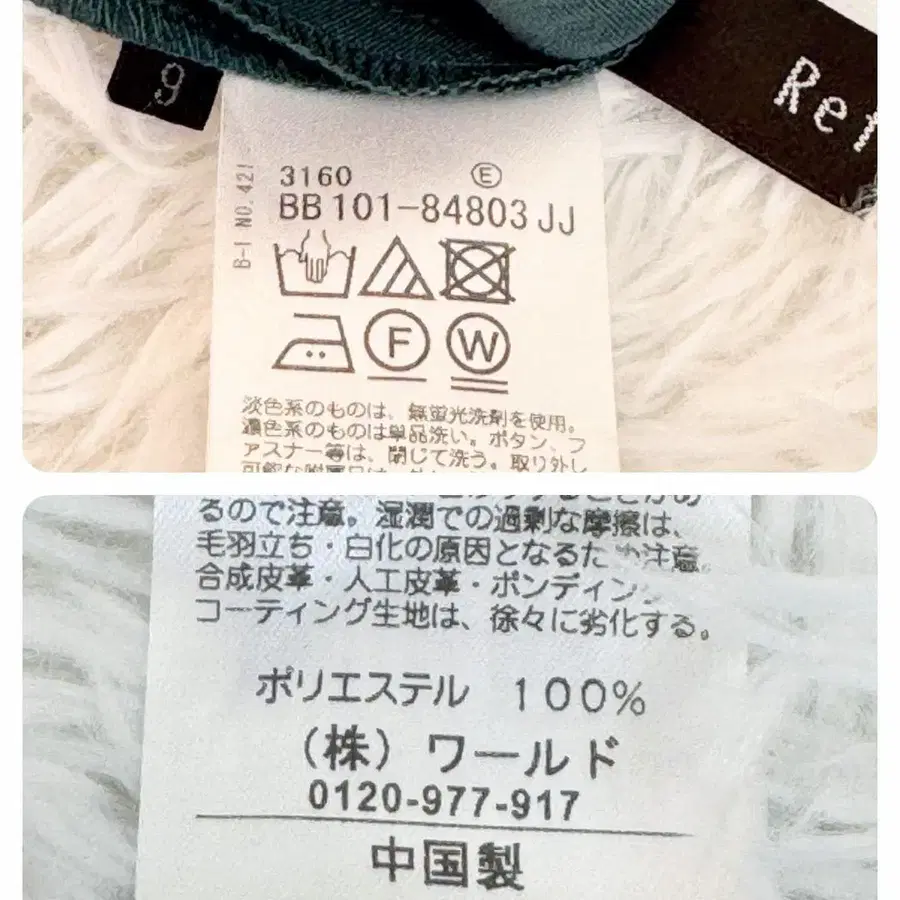 9
Re
3160 E
BB 101-84803 JJ
B-I NO. 421
F W
淡色系のものは、無蛍光洗剤を使用。
濃色系のものは単品洗い。ボタン、フ
ァスナー等は、閉じて洗う。取り外し
るので注意。湿潤での過剰な摩擦は、
毛羽立ち・白化の原因となるため注意。
合成皮革・人工皮革・ボンディング
コーティング生地は、徐々に劣化する。
ポリエステル 100%
(株) ワールド
0120-977-917
中国製